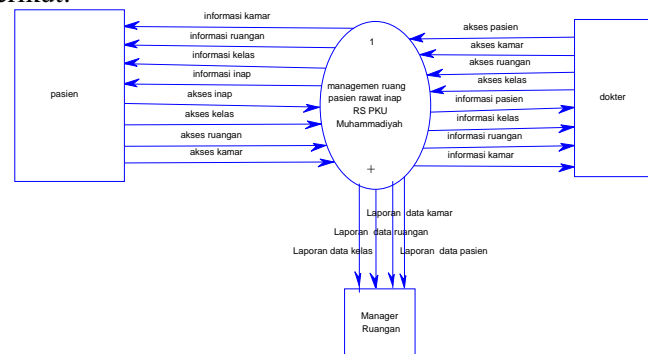 informasi kamar
informasi ruangan
informasi kelas
informasi inap
akses inap
akses kelas
akses ruangan
akses kamar
pasien
1
managemen ruang
pasien rawat inap
RS PKU
Muhammadiyah
+
akses pasien
akses kamar
akses ruangan
akses kelas
informasi pasien
informasi kelas
informasi ruangan
informasi kamar
dokter
Laporan data kamar
Laporan data ruangan
Laporan data kelas
Laporan data pasien
Manager
Ruangan